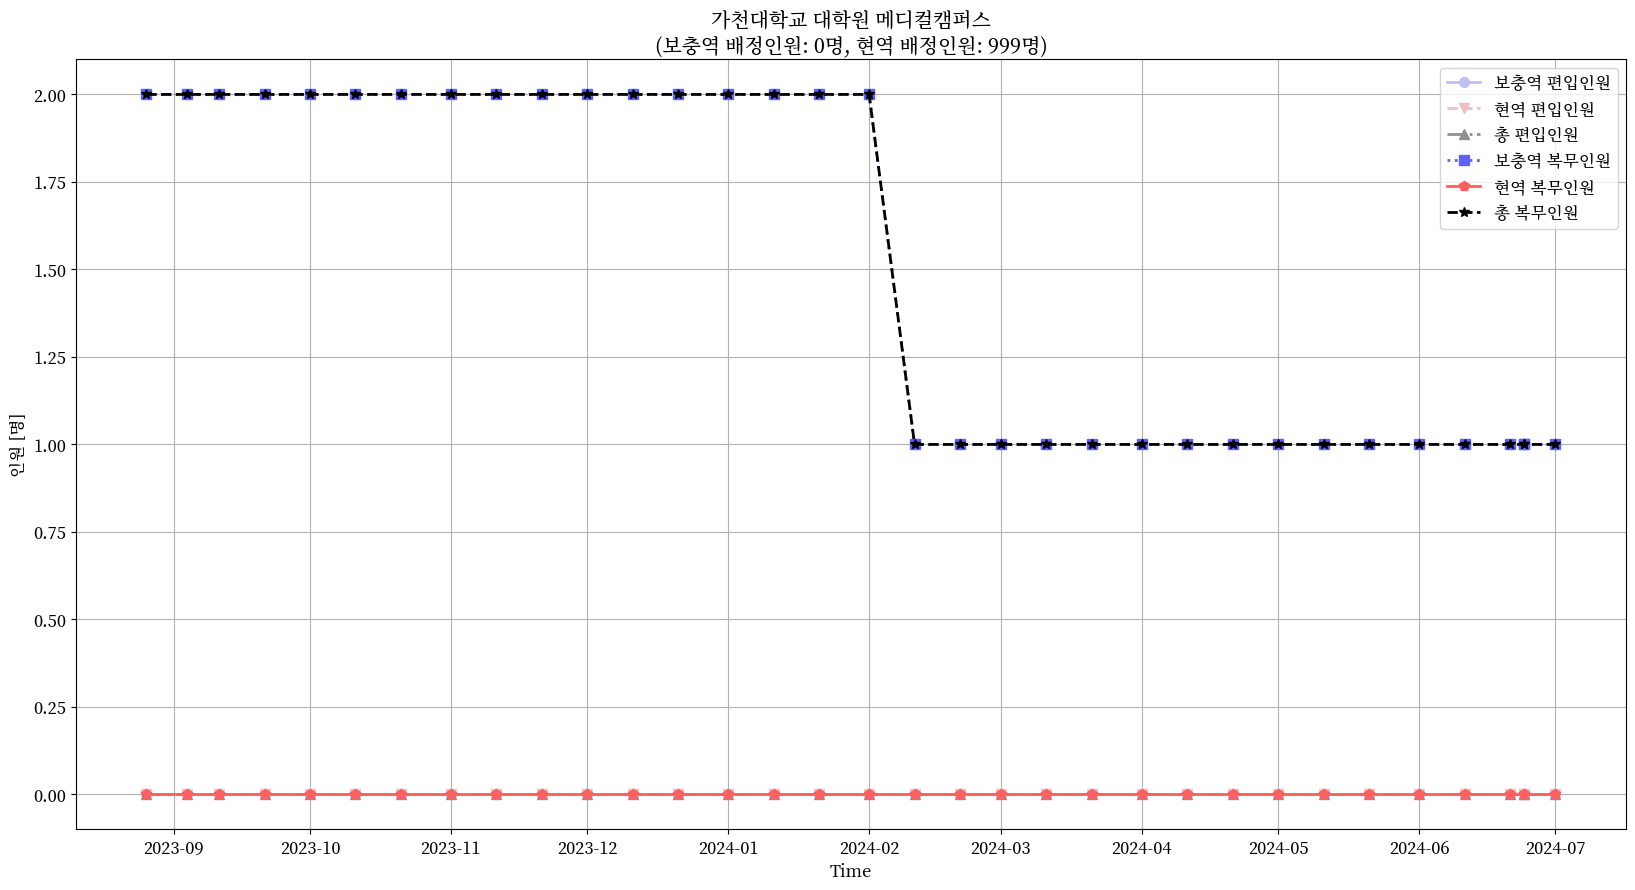 가천대학교 대학원 메디컬캠퍼스
(보충역 배정인원: 0명, 현역 배정인원: 999명)
보충역 편입인원
현역 편입인원
총 편입인원
보충역 복무인원
현역 복무인원
총 복무인원
인원 [명]
2.00
1.75
1.50
1.25
1.00
0.75
0.50
0.25
0.00
2023-09 2023-10 2023-11 2023-12 2024-01 2024-02 2024-03 2024-04 2024-05 2024-06 2024-07
Time